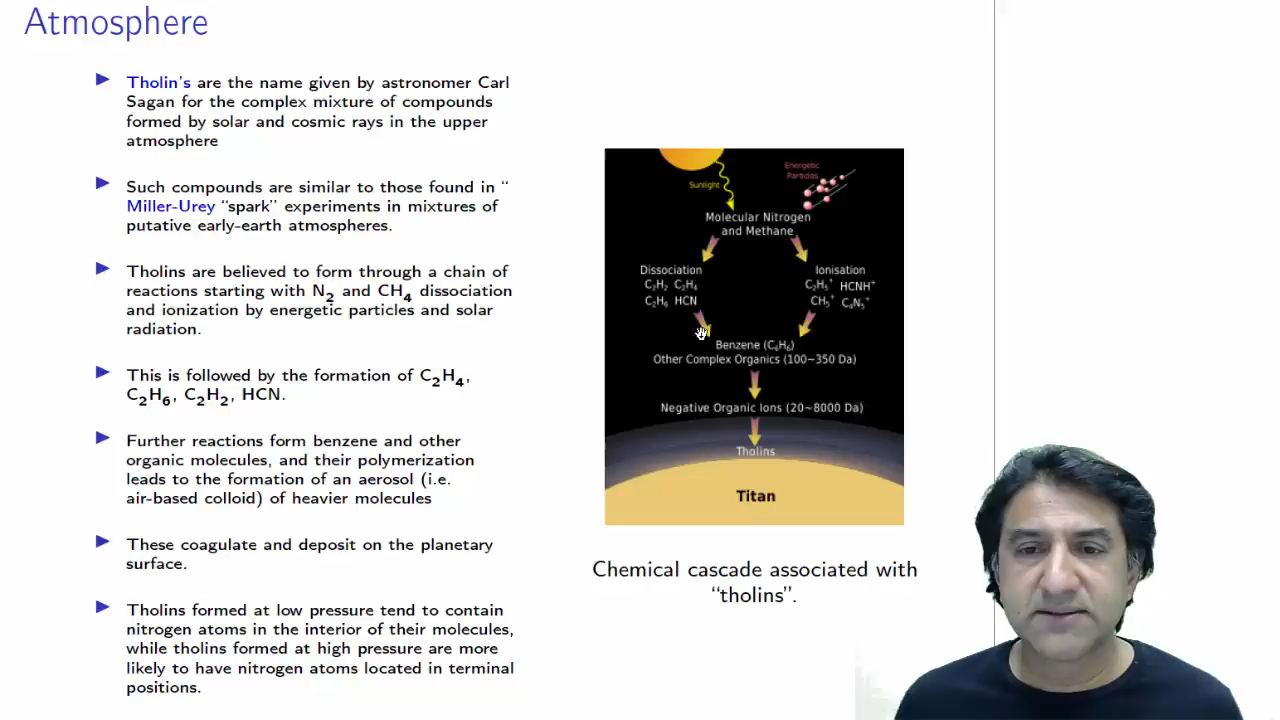 Atmosphere
Tholin's are the name given by astronomer Carl
Sagan for the complex mixture of compounds
formed by solar and cosmic rays in the upper
atmosphere
Such compounds are similar to those found in “
Miller-Urey “spark” experiments in mixtures of
putative early-earth atmospheres.
Tholins are believed to form through a chain of
reactions starting with N₂ and CH₄ dissociation
and ionization by energetic particles and solar
radiation.
This is followed by the formation of C₂H₄,
C₂H₆, C₂H₂, HCN.
Further reactions form benzene and other
organic molecules, and their polymerization
leads to the formation of an aerosol (i.e.
air-based colloid) of heavier molecules
These coagulate and deposit on the planetary
surface.
Tholins formed at low pressure tend to contain
nitrogen atoms in the interior of their molecules,
while tholins formed at high pressure are more
likely to have nitrogen atoms located in terminal
positions.
Energetic
Particles
Sunlight
Molecular Nitrogen
and Methane
Dissociation
C₂H₂ C₂H₄
C₂H₆ HCN
Ionisation
C₂H₅⁺ HCNH⁺
CH₅⁺ C₄N₅⁺
Benzene (C₆H₆)
Other Complex Organics (100~350 Da)
Negative Organic Ions (20~8000 Da)
Tholins
Titan
Chemical cascade associated with
“tholins”.